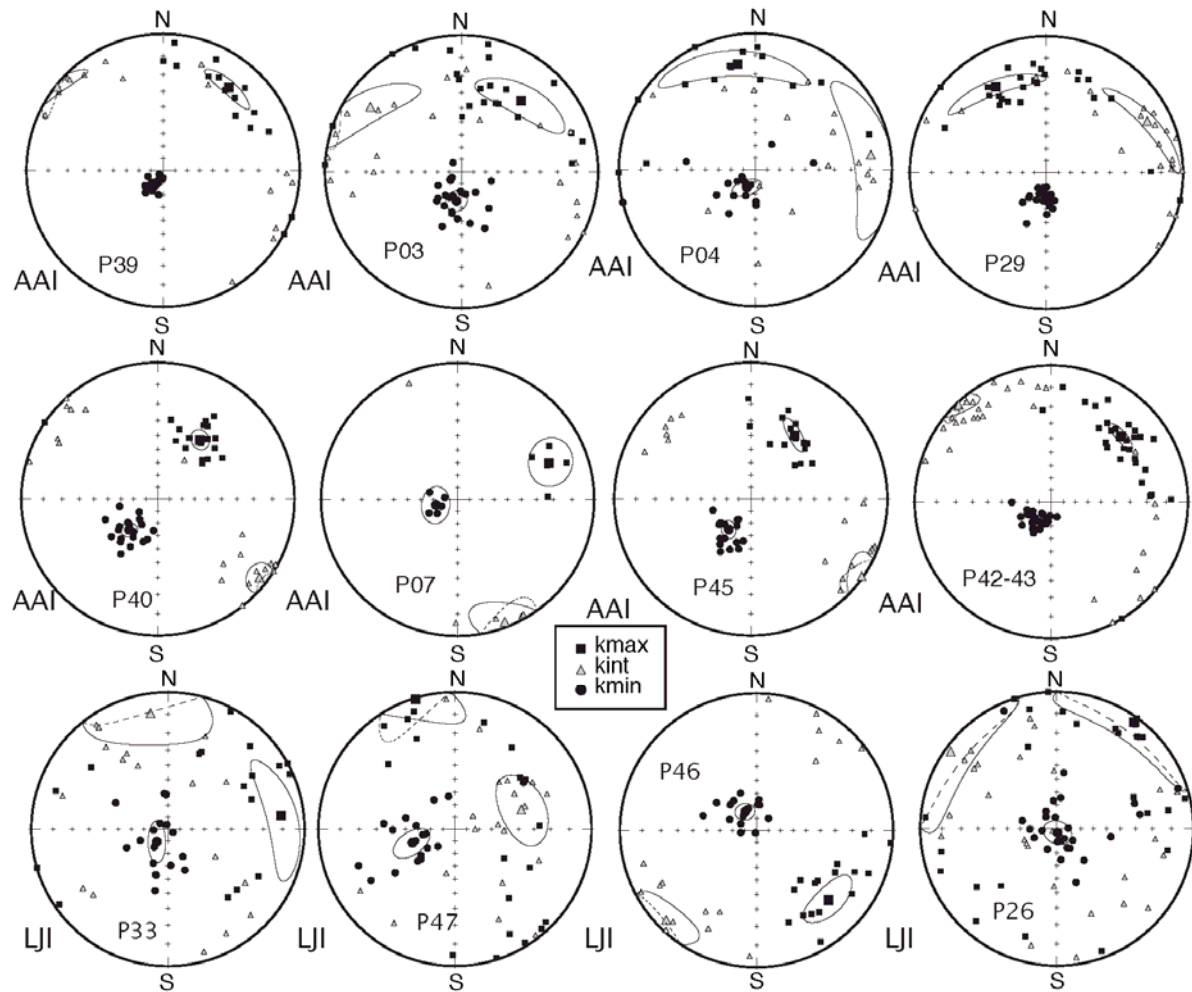 N N N N
P39 P03 P04 P29
AAI AAI AAI AAI
S S S S
N N N N
P40 P07 P45 P42-43
AAI AAI AAI AAI
S S S S
kmax
kint
kmin
N N N N
P33 P47 P46 P26
LJI LJI LJI LJI
S S S S